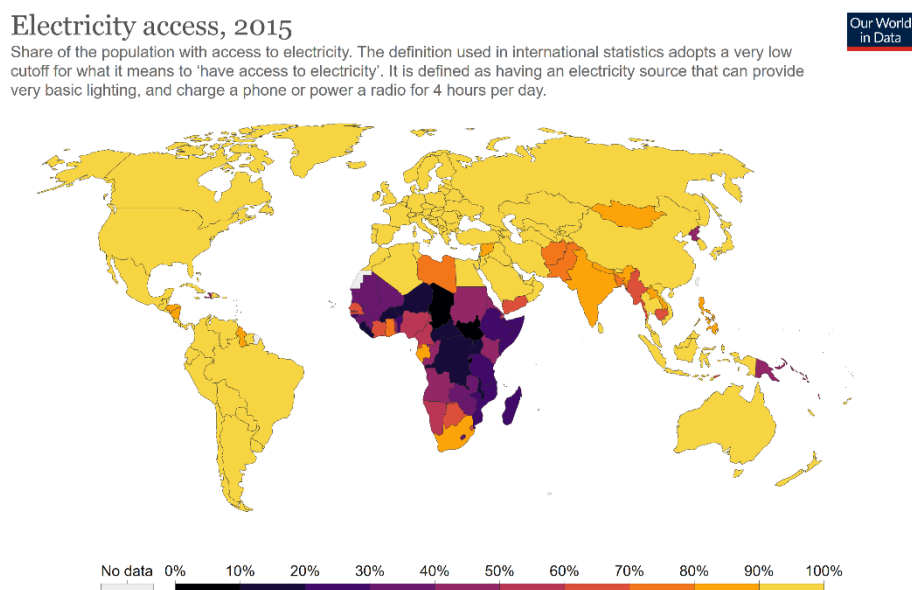 Electricity access, 2015
Our World
in Data
Share of the population with access to electricity. The definition used in international statistics adopts a very low
cutoff for what it means to ‘have access to electricity’. It is defined as having an electricity source that can provide
very basic lighting, and charge a phone or power a radio for 4 hours per day.
No data 0% 10% 20% 30% 40% 50% 60% 70% 80% 90% 100%